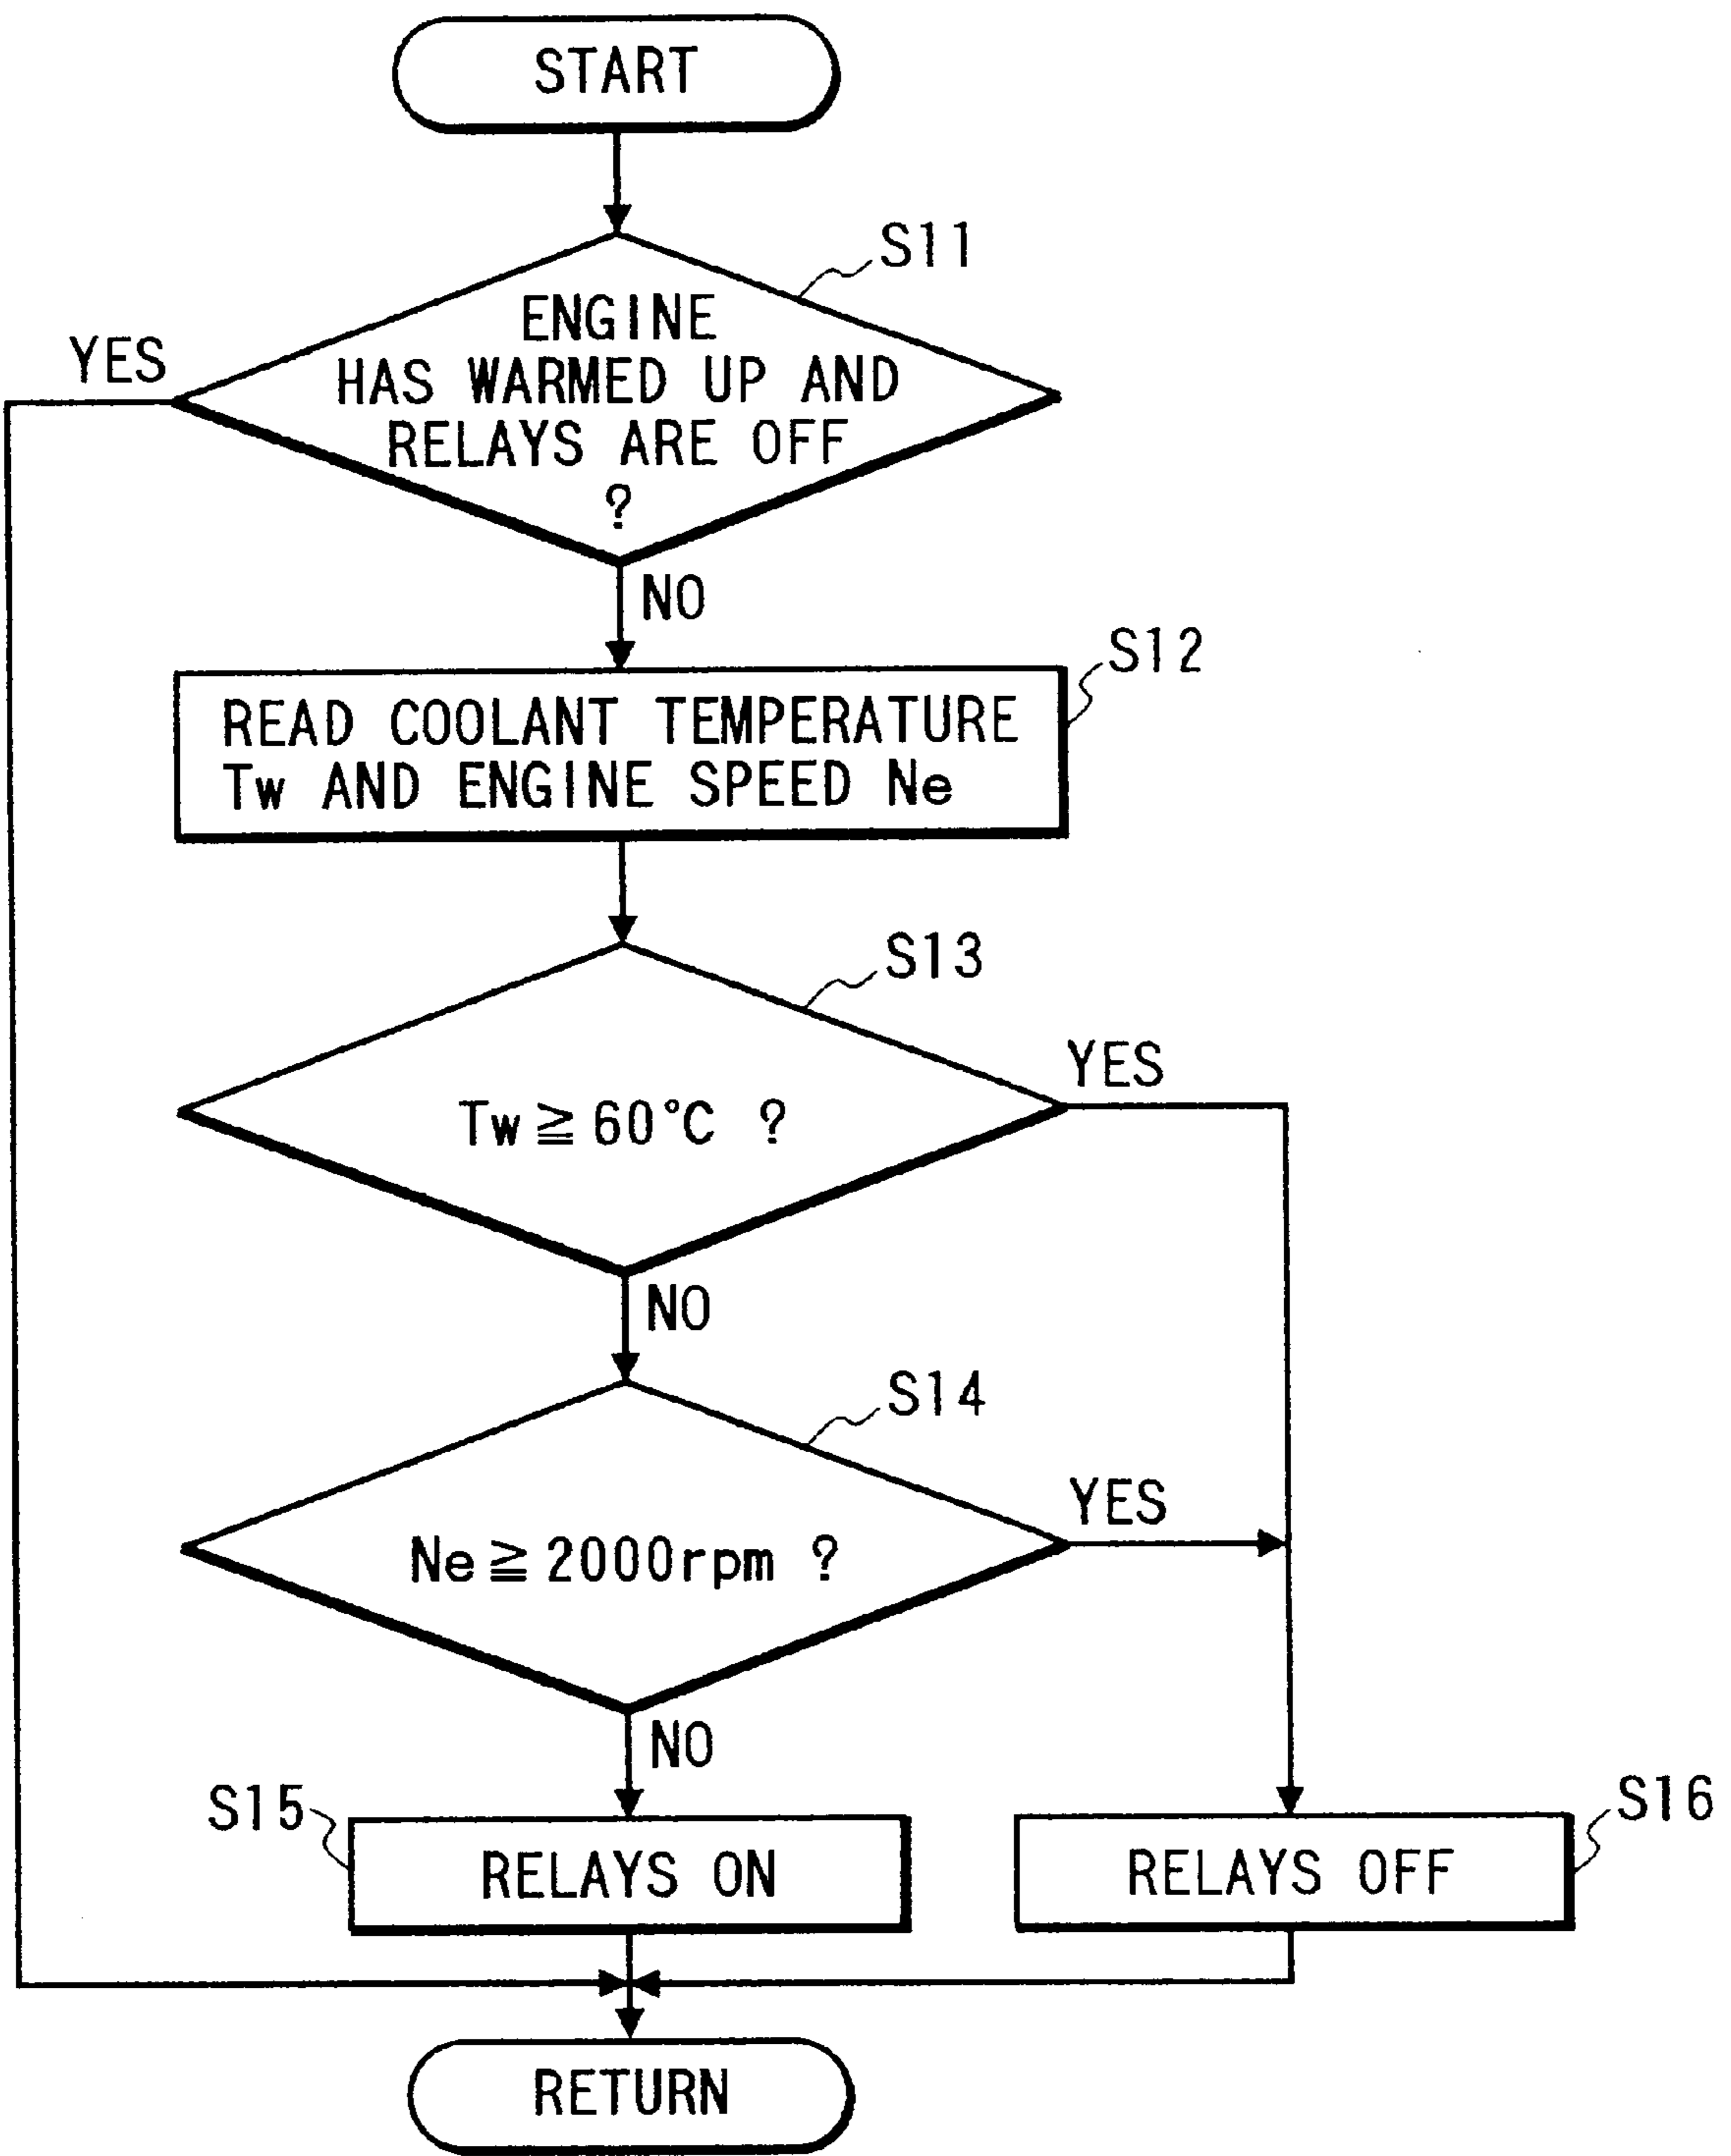 START
S11
ENGINE
HAS WARMED UP AND
RELAYS ARE OFF
?
YES
NO
S12
READ COOLANT TEMPERATURE
Tw AND ENGINE SPEED Ne
S13
Tw≧60°C ?
YES
NO
S14
Ne≧2000rpm ?
YES
NO
S15
RELAYS ON
S16
RELAYS OFF
RETURN